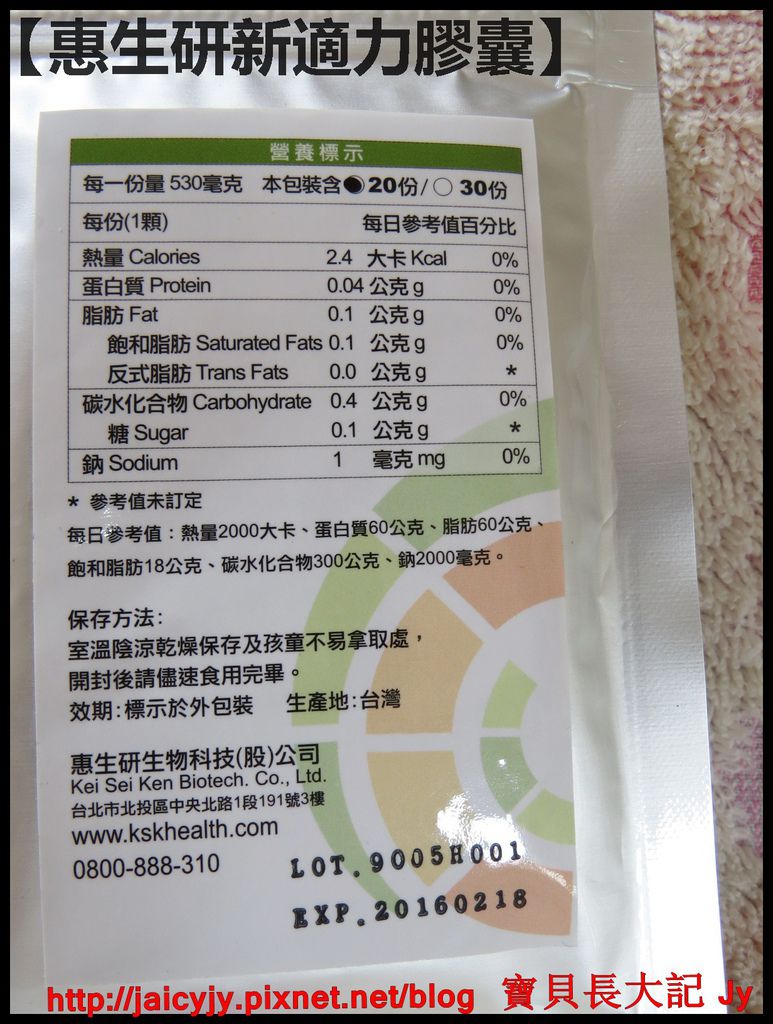 【惠生研新適力膠囊】
營養標示
每一份量 530毫克 本包裝含●20份/○ 30份
每份(1顆) 每日參考值百分比
熱量 Calories 2.4 大卡 Kcal 0%
蛋白質 Protein 0.04 公克 g 0%
脂肪 Fat 0.1 公克 g 0%
飽和脂肪 Saturated Fats 0.1 公克 g 0%
反式脂肪 Trans Fats 0.0 公克 g *
碳水化合物 Carbohydrate 0.4 公克 g 0%
糖 Sugar 0.1 公克 g *
鈉 Sodium 1 毫克 mg 0%
* 參考值未訂定
每日參考值：熱量2000大卡、蛋白質60公克、脂肪60公克、
飽和脂肪18公克、碳水化合物300公克、鈉2000毫克。
保存方法:
室溫陰涼乾燥保存及孩童不易拿取處，
開封後請儘速食用完畢。
效期:標示於外包裝 生產地:台灣
惠生研生物科技(股)公司
Kei Sei Ken Biotech. Co., Ltd.
台北市北投區中央北路1段191號3樓
www.kskhealth.com
0800-888-310
LOT.9005H001
EXP.20160218
http://jaicyjy.pixnet.net/blog 寶貝長大記 Jy